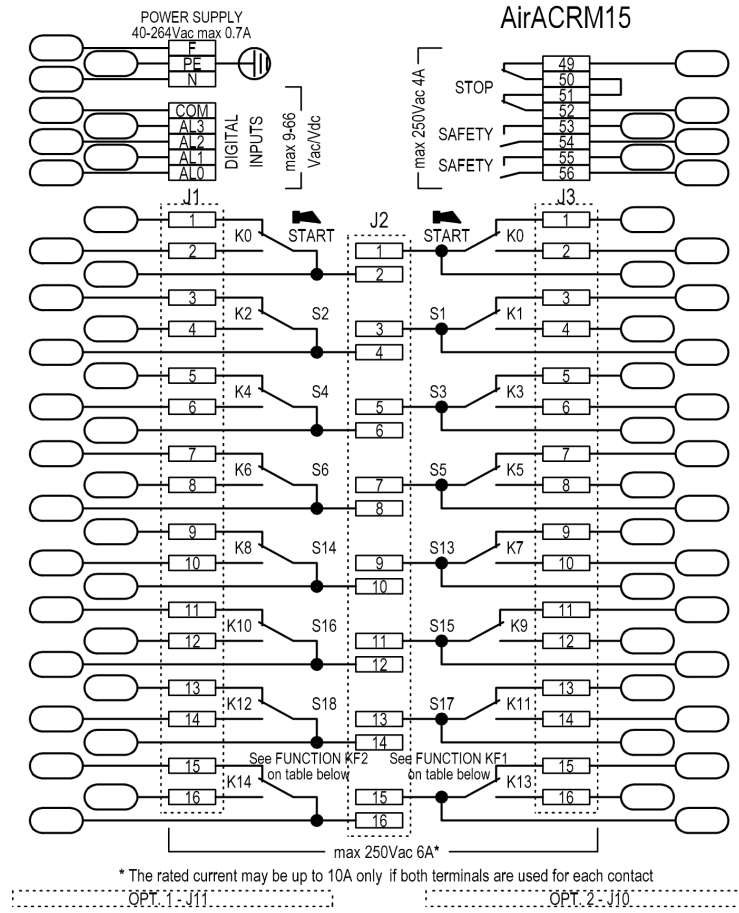 POWER SUPPLY
40-264Vac max 0.7A
F
PE
N
AirACRM15
COM
AL3
AL2
AL1
AL0
DIGITAL
INPUTS
max 9-66
Vac/Vdc
max 250Vac 4A
STOP
SAFETY
SAFETY
49
50
51
52
53
54
55
56
J1
J2
J3
1 K0 START START K0 1
2 1 2
2
3 K2 S2 S1 K1 3
4 3 4
4
5 K4 S4 S3 K3 5
6 5 6
6
7 K6 S6 S5 K5 7
8 7 8
8
9 K8 S14 S13 K7 9
10 9 10
10
11 K10 S16 S15 K9 11
12 11 12
12
13 K12 S18 S17 K11 13
14 13 14
14
See FUNCTION KF2
on table below
See FUNCTION KF1
on table below
15 K14 K13 15
16 15 16
16
max 250Vac 6A*
* The rated current may be up to 10A only if both terminals are used for each contact
OPT. 1 - J11
OPT. 2 - J10